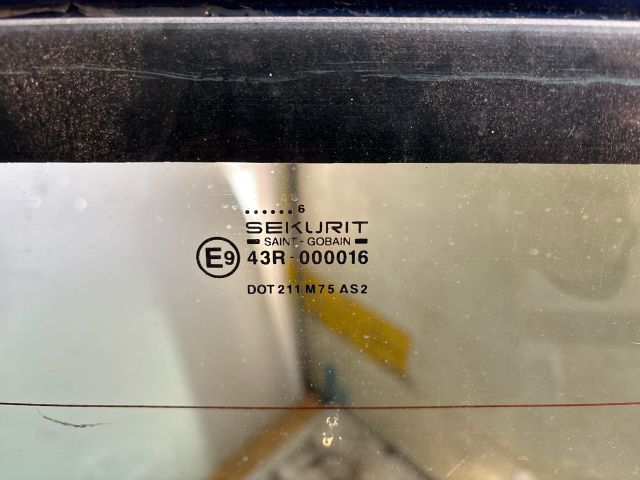 ......6
SEKURIT
SAINT - GOBAIN
E9 43R - 000016
DOT 211 M75 AS2